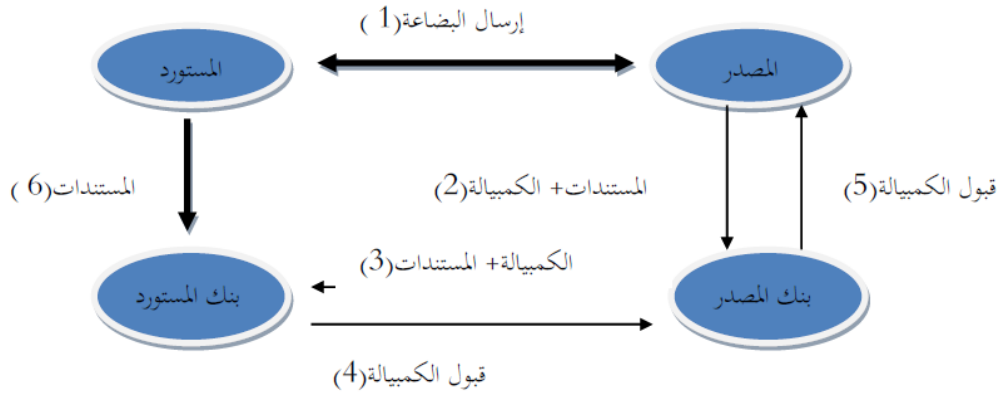 إرسال البضاعة(1 )
المصدر
المستورد
قبول الكمبيالة(5)
المستندات+ الكمبيالة(2)
المستندات(6 )
الكمبيالة+ المستندات(3)
بنك المصدر
بنك المستورد
قبول الكمبيالة(4)